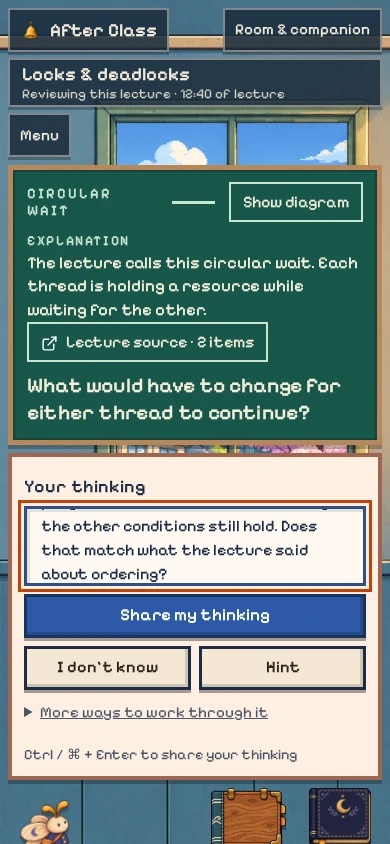 After Class
Room & companion
Locks & deadlocks
Reviewing this lecture · 12:40 of lecture
Menu
CIRCULAR
WAIT
Show diagram
EXPLANATION
The lecture calls this circular wait. Each
thread is holding a resource while
waiting for the other.
Lecture source · 2 items
What would have to change for
either thread to continue?
Your thinking
the other conditions still hold. Does
that match what the lecture said
about ordering?
Share my thinking
I don't know
Hint
More ways to work through it
Ctrl / ⌘ + Enter to share your thinking